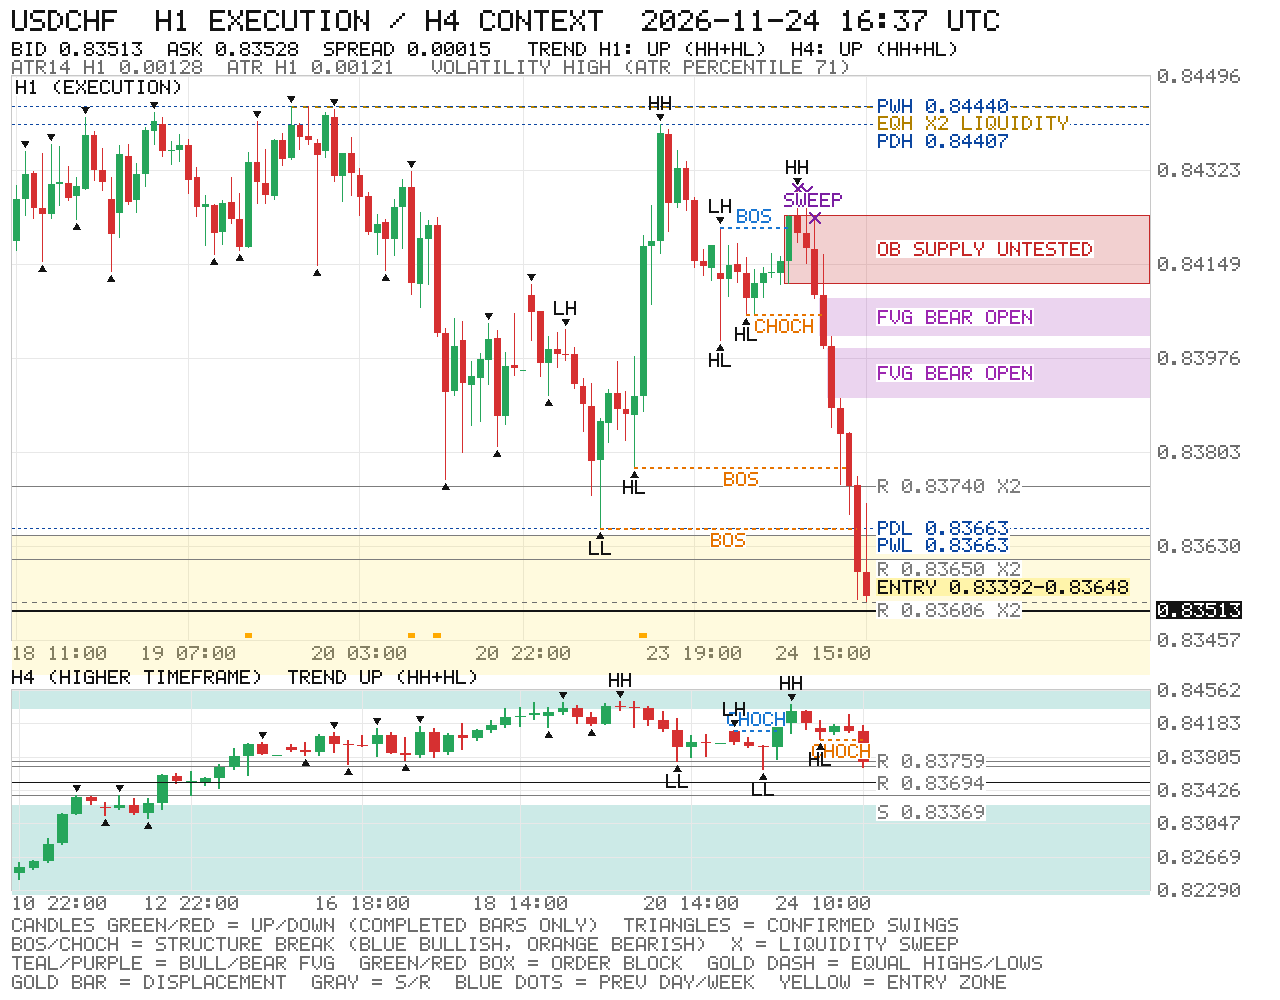 USDCHF  H1 EXECUTION / H4 CONTEXT  2026-11-24 16:37 UTC
BID 0.83513  ASK 0.83528  SPREAD 0.00015  TREND H1: UP (HH+HL)  H4: UP (HH+HL)
ATR14 H1 0.00128  ATR H1 0.00121  VOLATILITY HIGH (ATR PERCENTILE 71)
0.84496
H1 (EXECUTION)
HH
PWH 0.84440
EQH X2 LIQUIDITY
PDH 0.84407
HH
0.84323
SWEEP
LH
BOS
OB SUPPLY UNTESTED
0.84149
LH
FVG BEAR OPEN
CHOCH
HL
HL
0.83976
FVG BEAR OPEN
0.83803
BOS
HL
R 0.83740 X2
PDL 0.83663
BOS
LL
PWL 0.83663
0.83630
R 0.83650 X2
ENTRY 0.83392-0.83648
R 0.83606 X2
0.83513
0.83457
18 11:00  19 07:00  20 03:00  20 22:00  23 19:00  24 15:00
H4 (HIGHER TIMEFRAME)  TREND UP (HH+HL)
HH
HH
0.84562
LH
CHOCH
0.84183
CHOCH
HL
R 0.83759
0.83805
LL
LL
R 0.83694
0.83426
S 0.83369
0.83047
0.82669
0.82290
10 22:00  12 22:00  16 18:00  18 14:00  20 14:00  24 10:00
CANDLES GREEN/RED = UP/DOWN (COMPLETED BARS ONLY)  TRIANGLES = CONFIRMED SWINGS
BOS/CHOCH = STRUCTURE BREAK (BLUE BULLISH, ORANGE BEARISH)  X = LIQUIDITY SWEEP
TEAL/PURPLE = BULL/BEAR FVG  GREEN/RED BOX = ORDER BLOCK  GOLD DASH = EQUAL HIGHS/LOWS
GOLD BAR = DISPLACEMENT  GRAY = S/R  BLUE DOTS = PREV DAY/WEEK  YELLOW = ENTRY ZONE